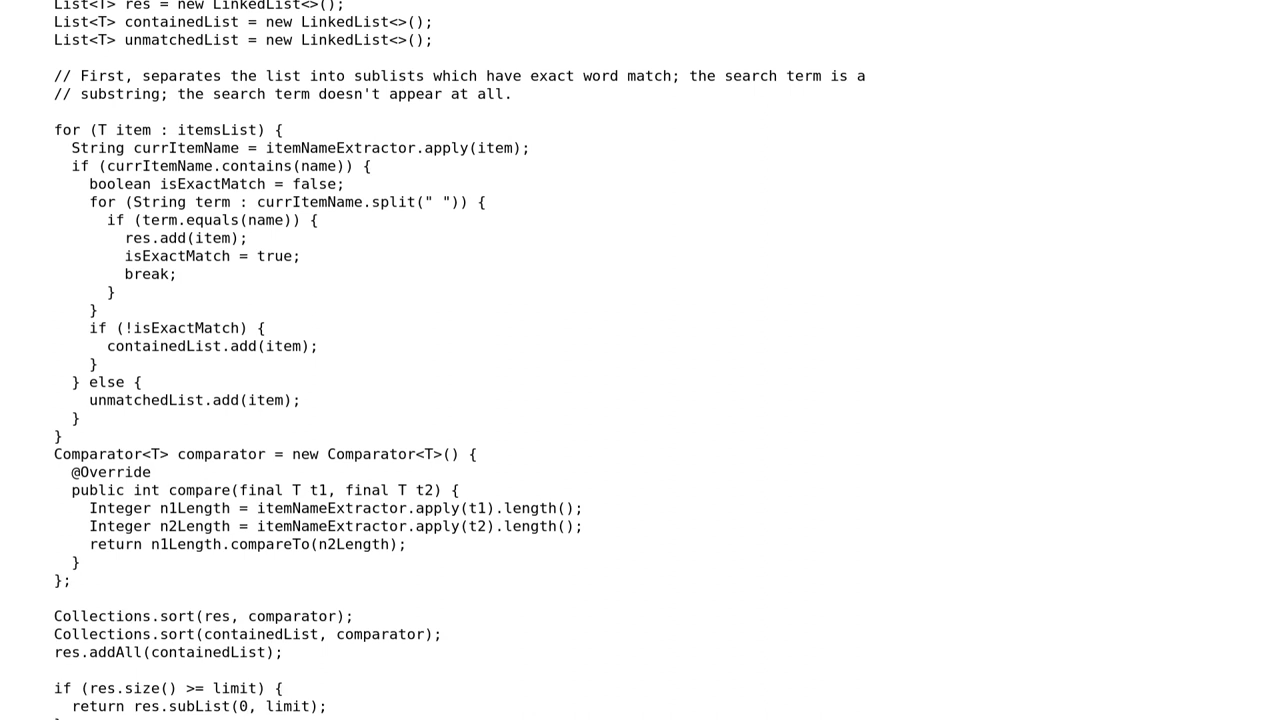 List<T> res = new LinkedList<>();
List<T> containedList = new LinkedList<>();
List<T> unmatchedList = new LinkedList<>();
// First, separates the list into sublists which have exact word match; the search term is a
// substring; the search term doesn't appear at all.
for (T item : itemsList) {
String currItemName = itemNameExtractor.apply(item);
if (currItemName.contains(name)) {
boolean isExactMatch = false;
for (String term : currItemName.split(" ")) {
if (term.equals(name)) {
res.add(item);
isExactMatch = true;
break;
}
}
if (!isExactMatch) {
containedList.add(item);
}
} else {
unmatchedList.add(item);
}
}
Comparator<T> comparator = new Comparator<T>() {
@Override
public int compare(final T t1, final T t2) {
Integer n1Length = itemNameExtractor.apply(t1).length();
Integer n2Length = itemNameExtractor.apply(t2).length();
return n1Length.compareTo(n2Length);
}
};
Collections.sort(res, comparator);
Collections.sort(containedList, comparator);
res.addAll(containedList);
if (res.size() >= limit) {
return res.subList(0, limit);